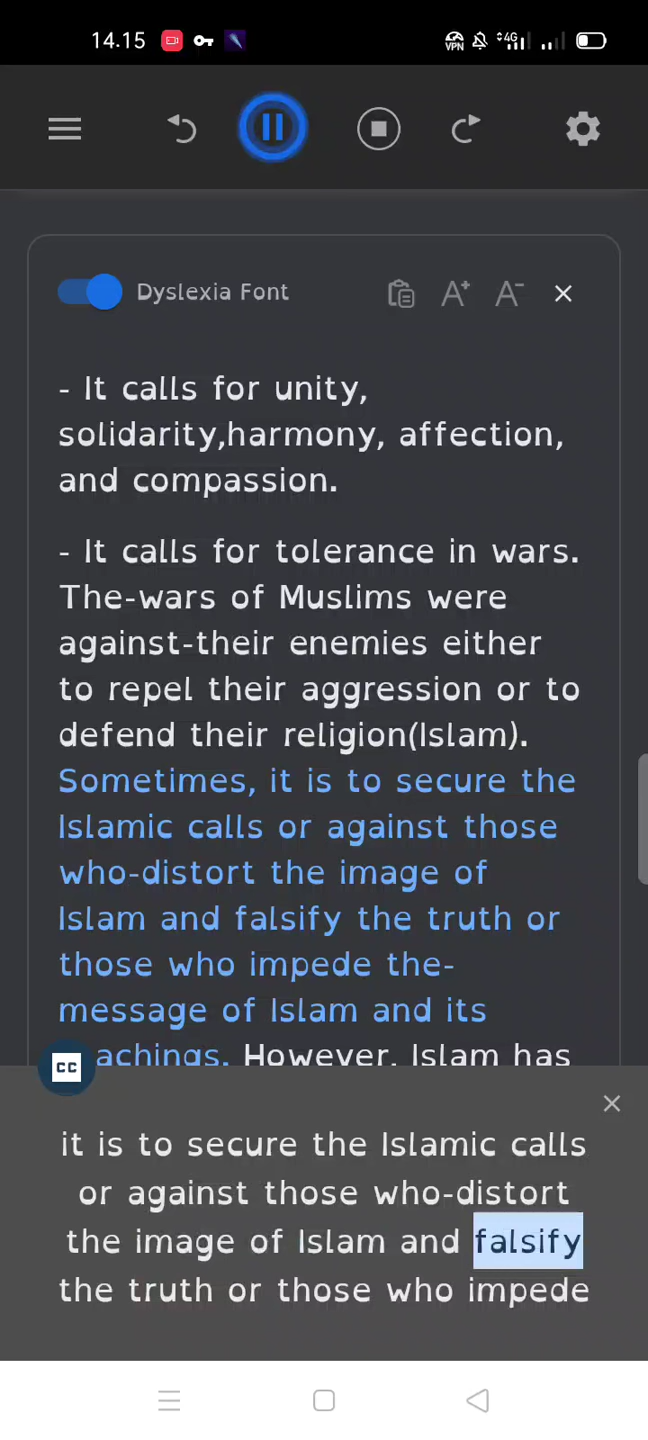 14.15
VPN
4G
Dyslexia Font
A+
A-
- It calls for unity,
solidarity,harmony, affection,
and compassion.
- It calls for tolerance in wars.
The-wars of Muslims were
against-their enemies either
to repel their aggression or to
defend their religion(Islam).
Sometimes, it is to secure the
Islamic calls or against those
who-distort the image of
Islam and falsify the truth or
those who impede the-
message of Islam and its
achings. However, Islam has
CC
it is to secure the Islamic calls
or against those who-distort
the image of Islam and falsify
the truth or those who impede